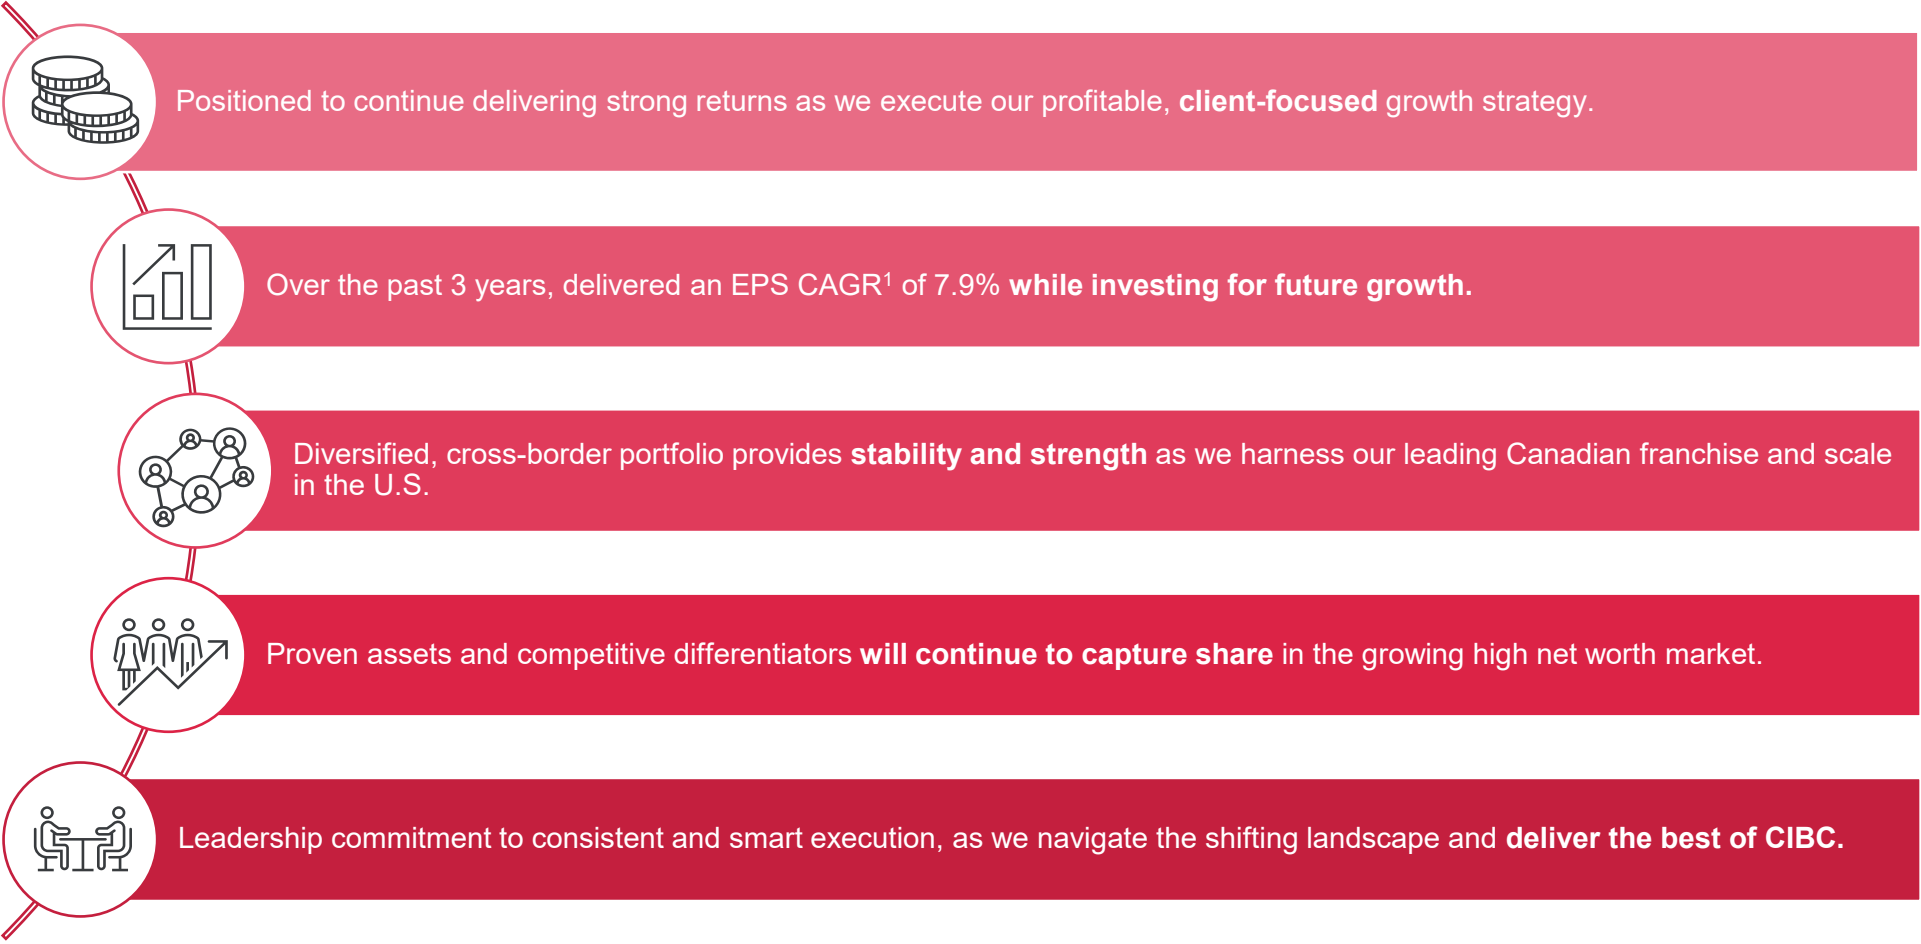 Positioned to continue delivering strong returns as we execute our profitable, client-focused growth strategy.
Over the past 3 years, delivered an EPS CAGR¹ of 7.9% while investing for future growth.
Diversified, cross-border portfolio provides stability and strength as we harness our leading Canadian franchise and scale
in the U.S.
Proven assets and competitive differentiators will continue to capture share in the growing high net worth market.
Leadership commitment to consistent and smart execution, as we navigate the shifting landscape and deliver the best of CIBC.